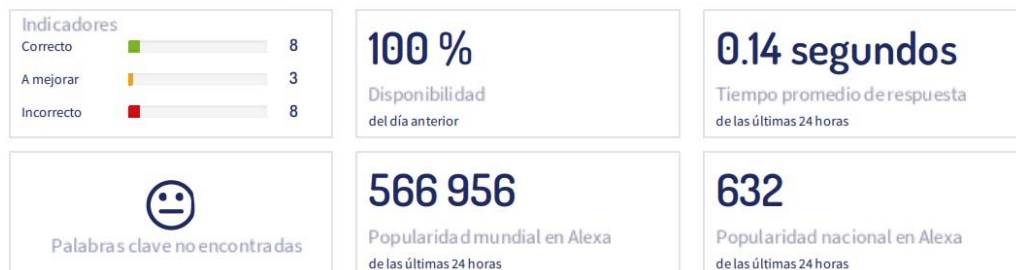 Indicadores
Correcto 8
A mejorar 3
Incorrecto 8
100 %
Disponibilidad
del día anterior
0.14 segundos
Tiempo promedio de respuesta
de las últimas 24 horas
Palabras clave no encontradas
566 956
Popularidad mundial en Alexa
de las últimas 24 horas
632
Popularidad nacional en Alexa
de las últimas 24 horas